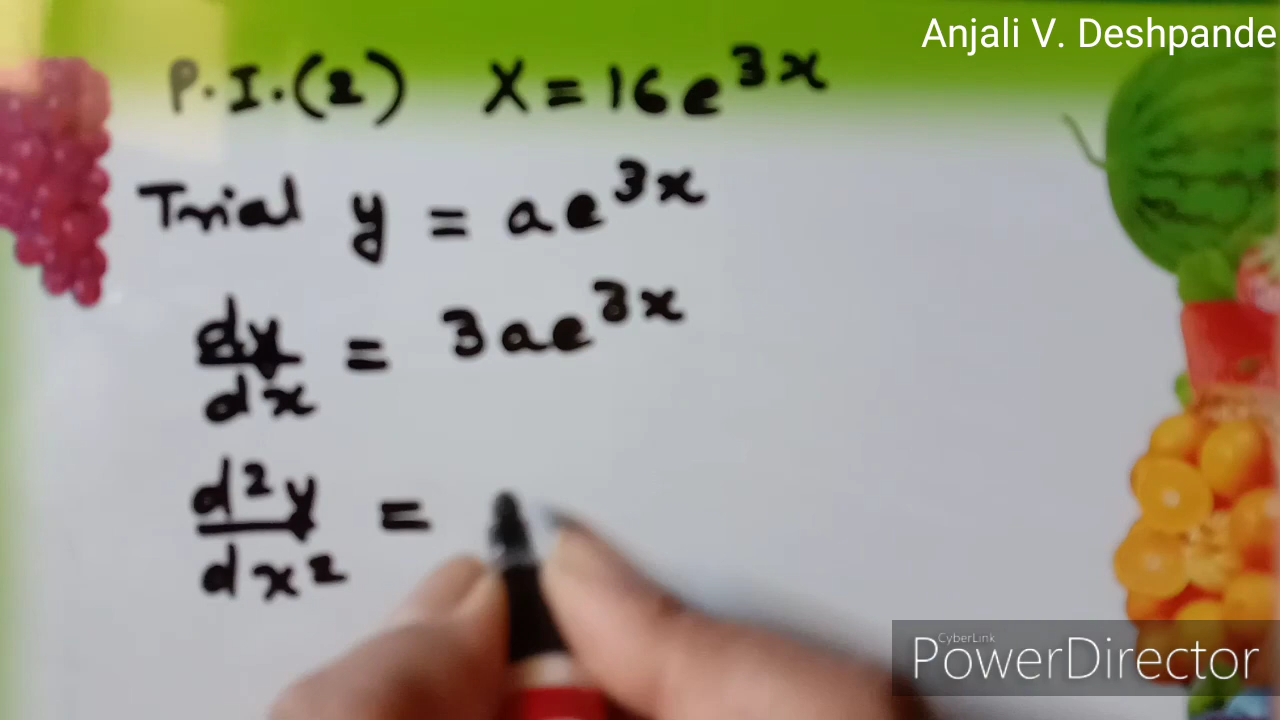 Anjali V. Deshpande
P.I.(2) X = 16e^3x
Trial y = ae^3x
dy/dx = 3ae^3x
d²y/dx² =
CyberLink
PowerDirector